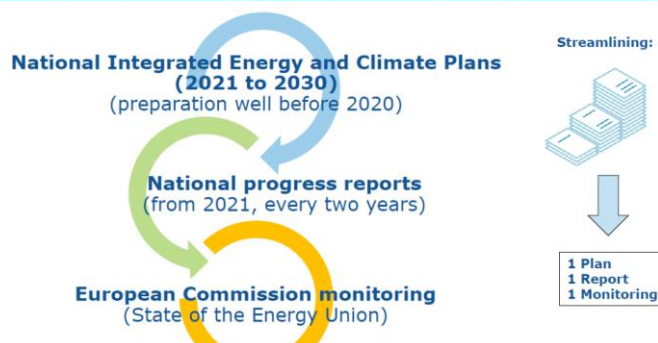 National Integrated Energy and Climate Plans
(2021 to 2030)
(preparation well before 2020)
National progress reports
(from 2021, every two years)
European Commission monitoring
(State of the Energy Union)
Streamlining:
1 Plan
1 Report
1 Monitoring